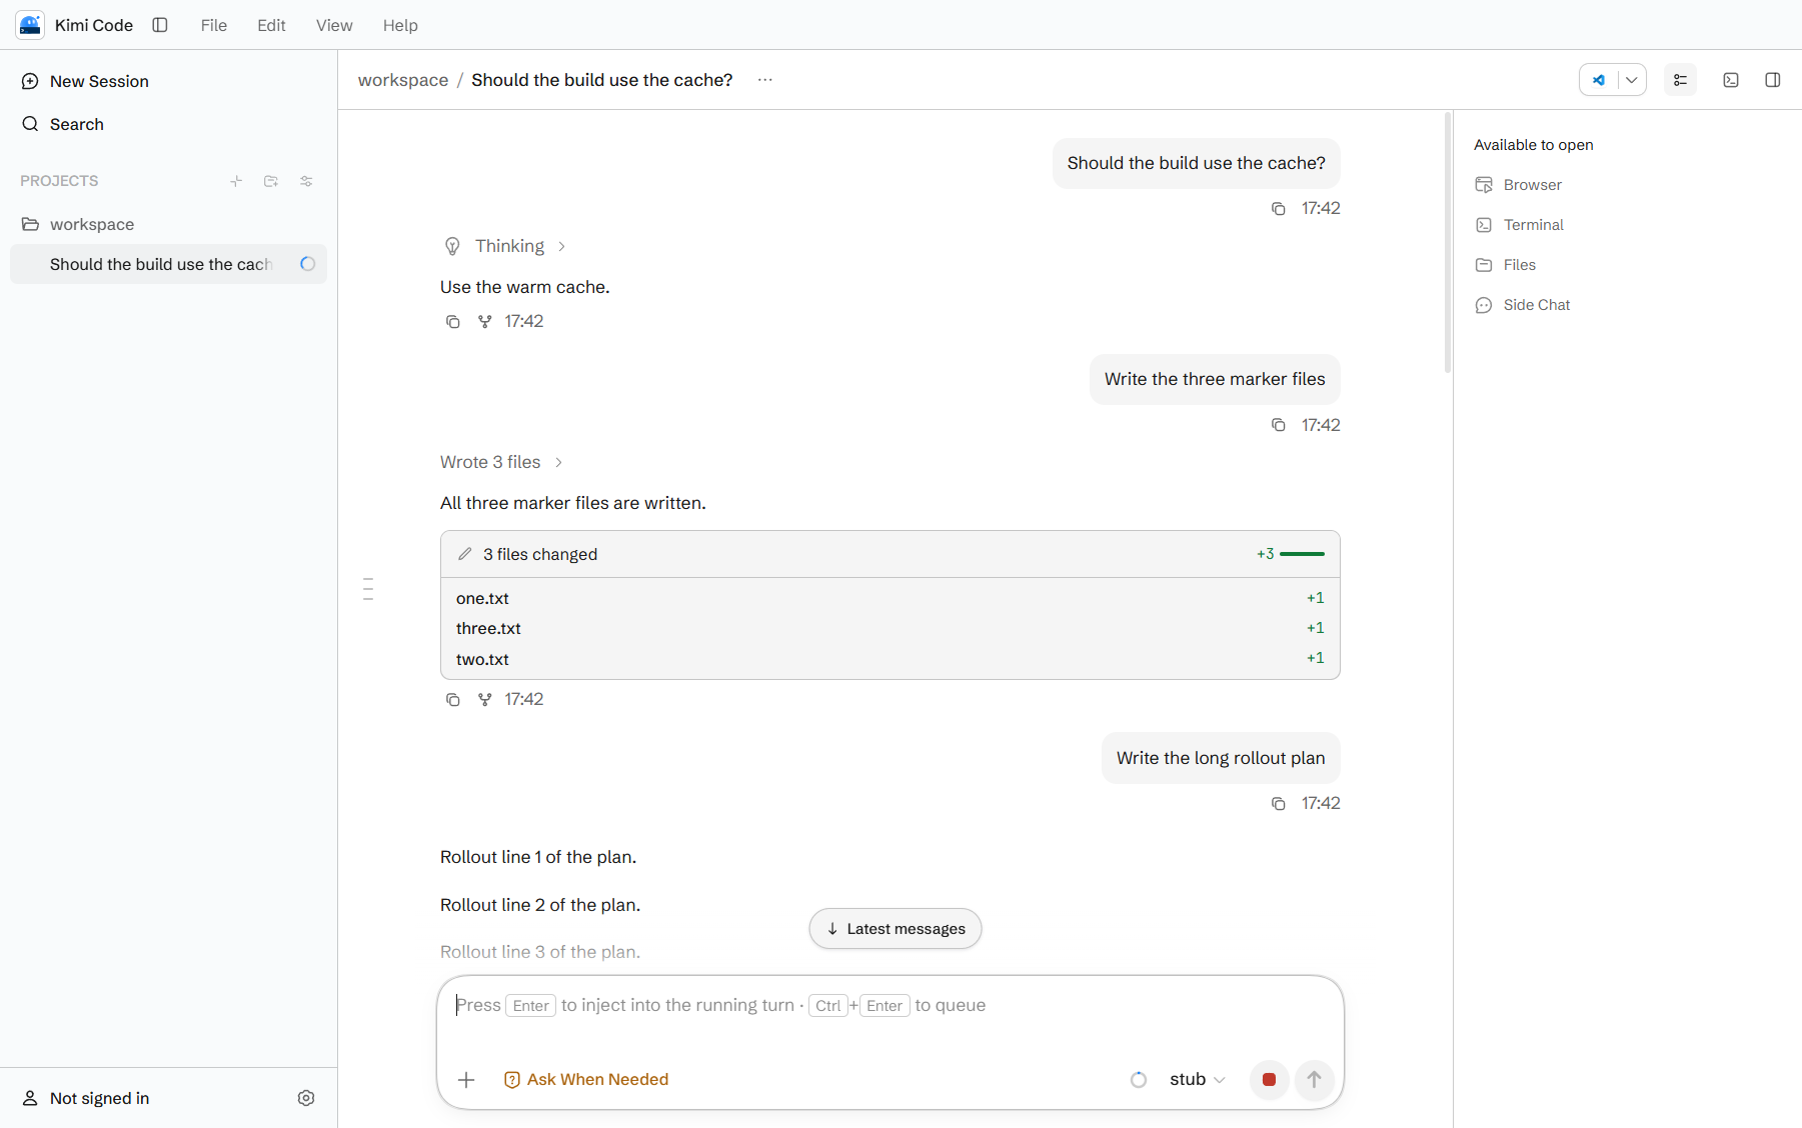 Kimi Code
File
Edit
View
Help
New Session
Search
PROJECTS
workspace
Should the build use the cach
Not signed in
workspace / Should the build use the cache? ···
Should the build use the cache?
17:42
Thinking
Use the warm cache.
17:42
Write the three marker files
17:42
Wrote 3 files
All three marker files are written.
3 files changed
+3
one.txt
+1
three.txt
+1
two.txt
+1
17:42
Write the long rollout plan
17:42
Rollout line 1 of the plan.
Rollout line 2 of the plan.
Rollout line 3 of the plan.
Latest messages
Press Enter to inject into the running turn · Ctrl+Enter to queue
Ask When Needed
stub
Available to open
Browser
Terminal
Files
Side Chat